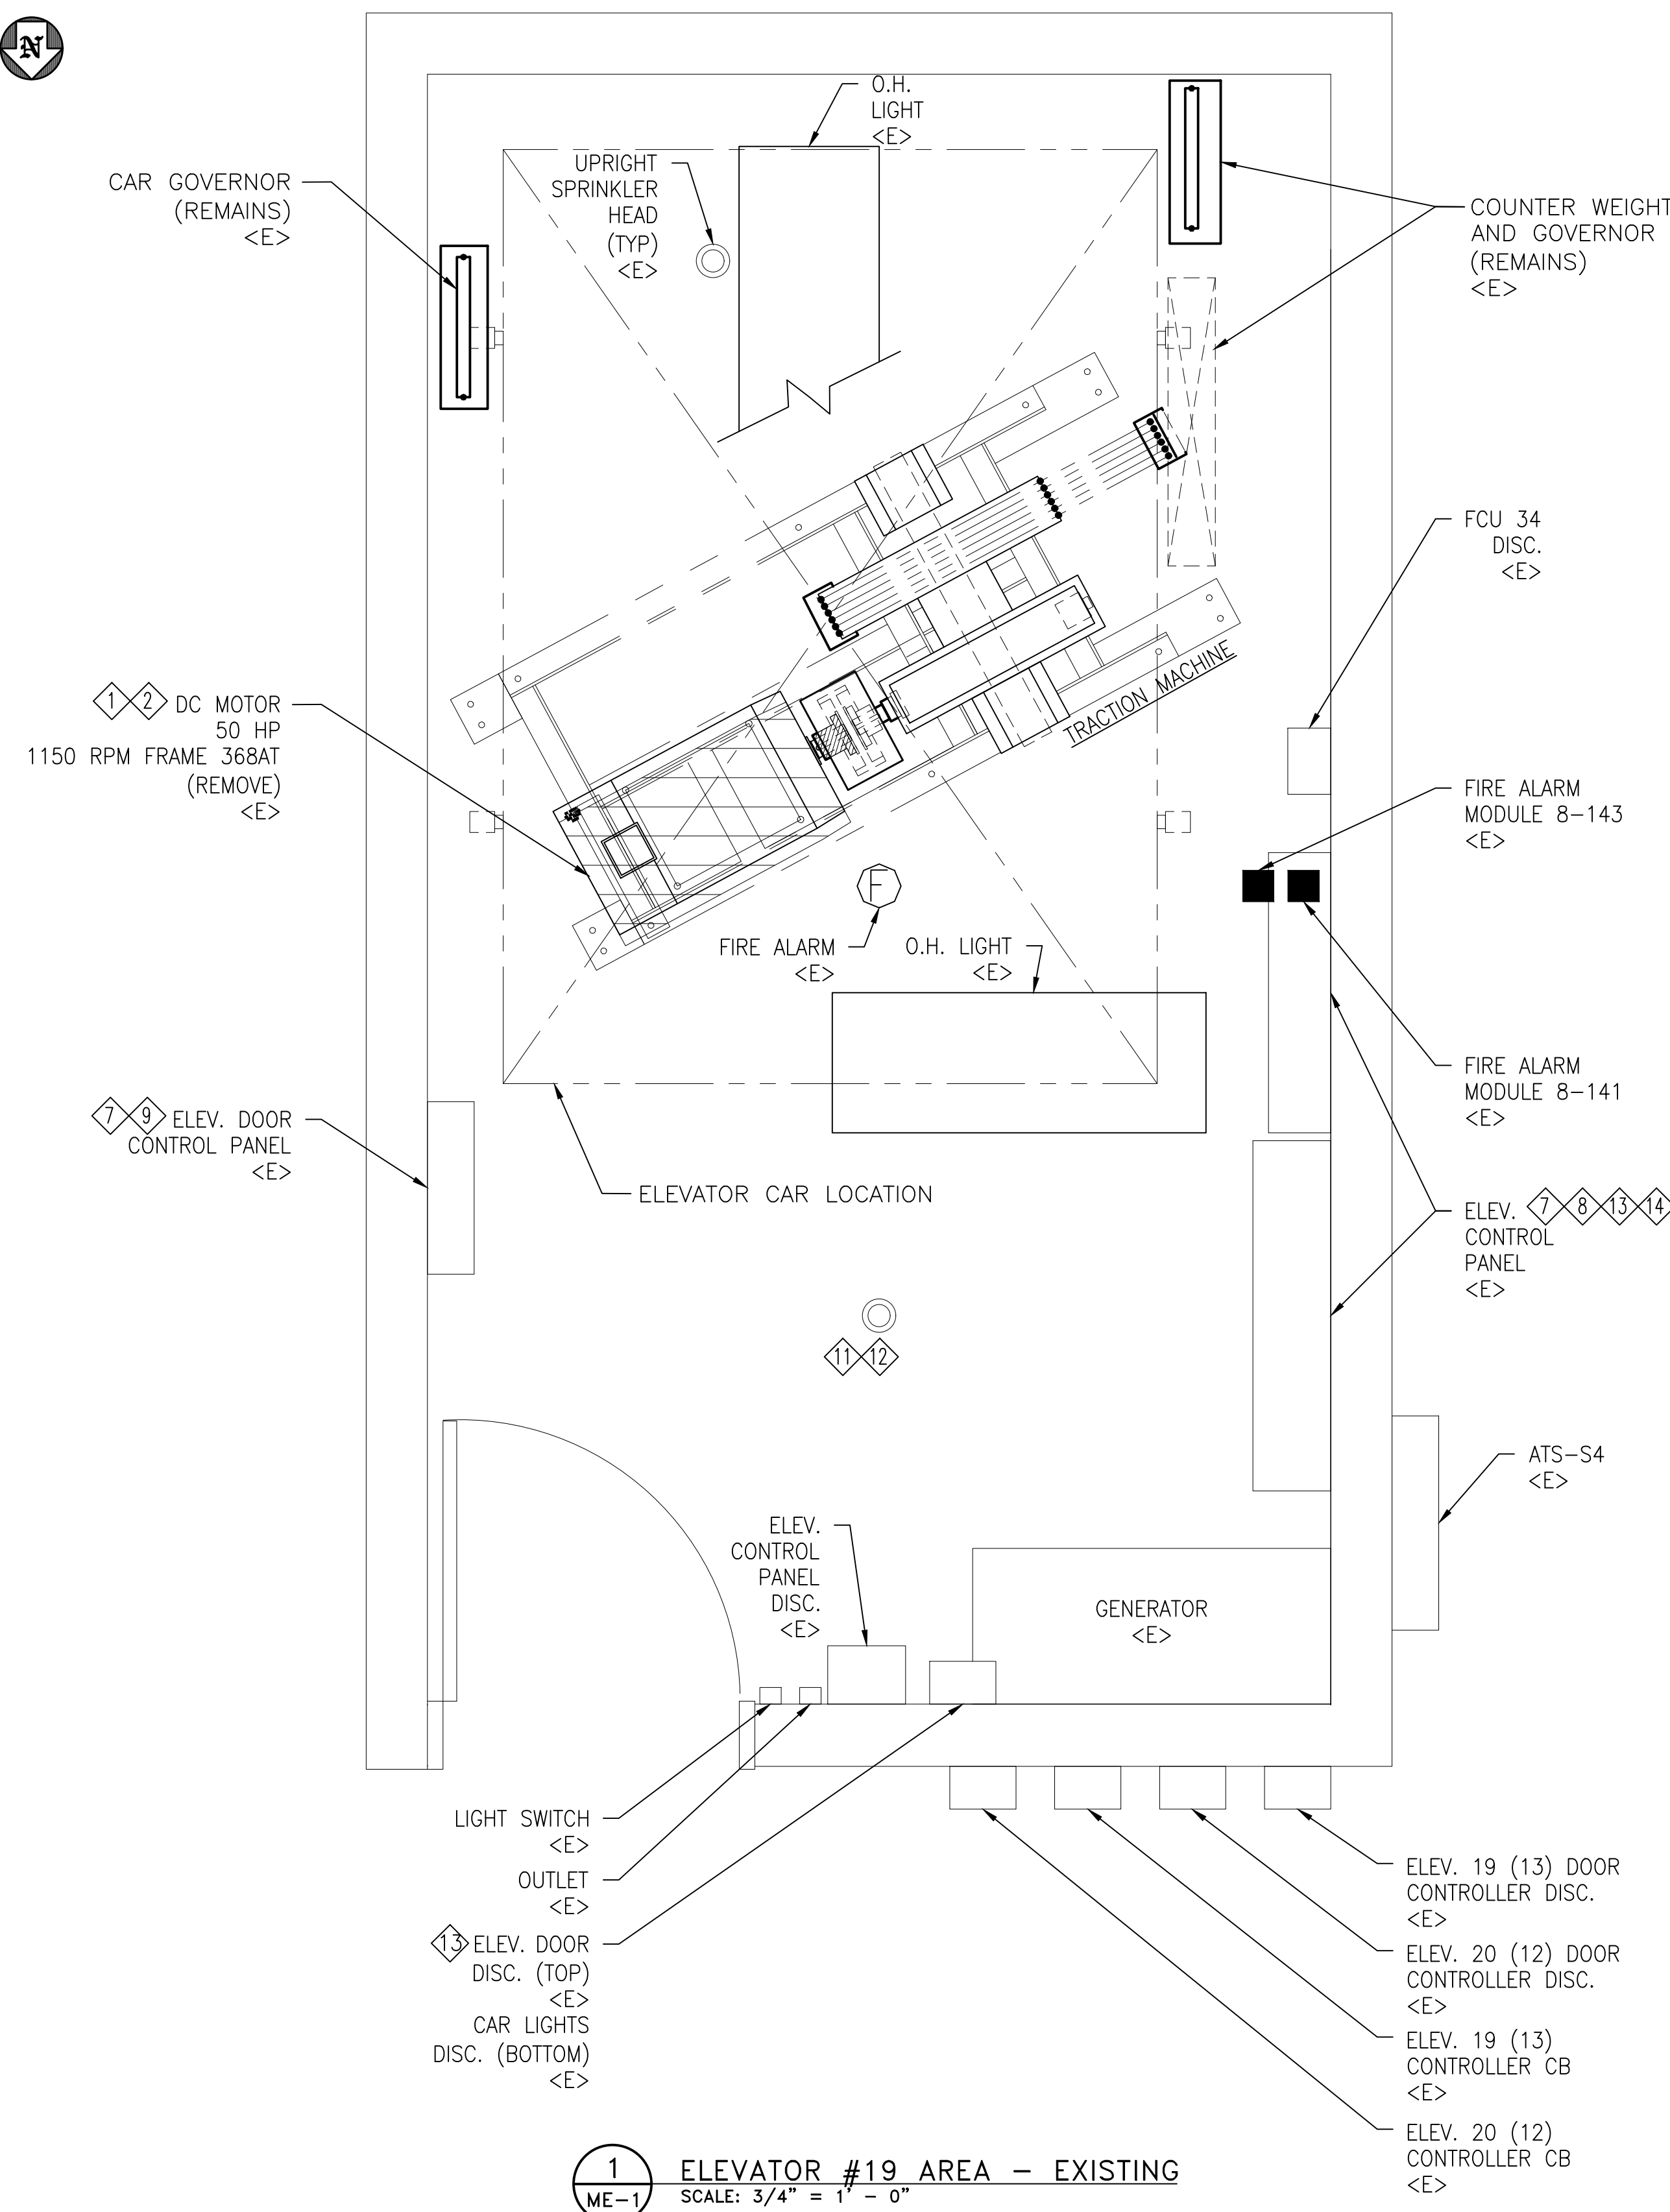 N
O.H.
LIGHT
<E>
UPRIGHT
SPRINKLER
HEAD
(TYP)
<E>
CAR GOVERNOR
(REMAINS)
<E>
COUNTER WEIGHT
AND GOVERNOR
(REMAINS)
<E>
FCU 34
DISC.
<E>
TRACTION MACHINE
1 2 DC MOTOR
50 HP
1150 RPM FRAME 368AT
(REMOVE)
<E>
FIRE ALARM
MODULE 8-143
<E>
F
FIRE ALARM
<E>
O.H. LIGHT
<E>
FIRE ALARM
MODULE 8-141
<E>
7 9 ELEV. DOOR
CONTROL PANEL
<E>
ELEVATOR CAR LOCATION
ELEV. 7 8 13 14
CONTROL
PANEL
<E>
11 12
ATS-S4
<E>
ELEV.
CONTROL
PANEL
DISC.
<E>
GENERATOR
<E>
LIGHT SWITCH
<E>
OUTLET
<E>
13 ELEV. DOOR
DISC. (TOP)
<E>
CAR LIGHTS
DISC. (BOTTOM)
<E>
ELEV. 19 (13) DOOR
CONTROLLER DISC.
<E>
ELEV. 20 (12) DOOR
CONTROLLER DISC.
<E>
ELEV. 19 (13)
CONTROLLER CB
<E>
ELEV. 20 (12)
CONTROLLER CB
<E>
1
ME-1
ELEVATOR #19 AREA - EXISTING
SCALE: 3/4" = 1' - 0"